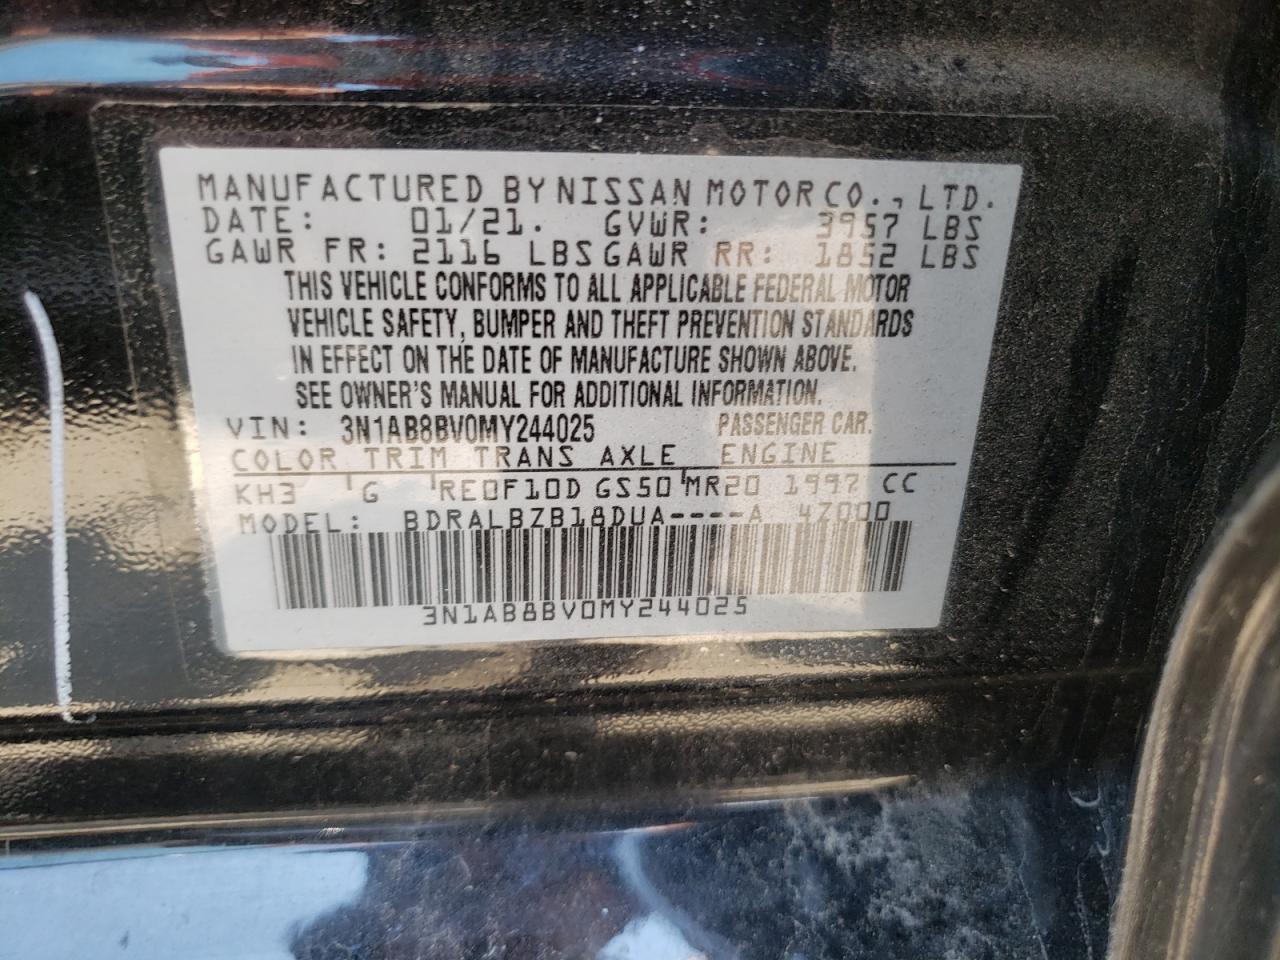 MANUFACTURED BY NISSAN MOTOR CO., LTD.
DATE: 01/21. GVWR: 3957 LBS
GAWR FR: 2116 LBS GAWR RR: 1852 LBS
THIS VEHICLE CONFORMS TO ALL APPLICABLE FEDERAL MOTOR
VEHICLE SAFETY, BUMPER AND THEFT PREVENTION STANDARDS
IN EFFECT ON THE DATE OF MANUFACTURE SHOWN ABOVE.
SEE OWNER'S MANUAL FOR ADDITIONAL INFORMATION.
VIN: 3N1AB8BV0MY244025 PASSENGER CAR.
COLOR TRIM TRANS AXLE ENGINE
KH3 G RE0F10D GS50 MR20 1997 CC
MODEL: BDRALBZB18DUA----A 47000
3N1AB8BV0MY244025